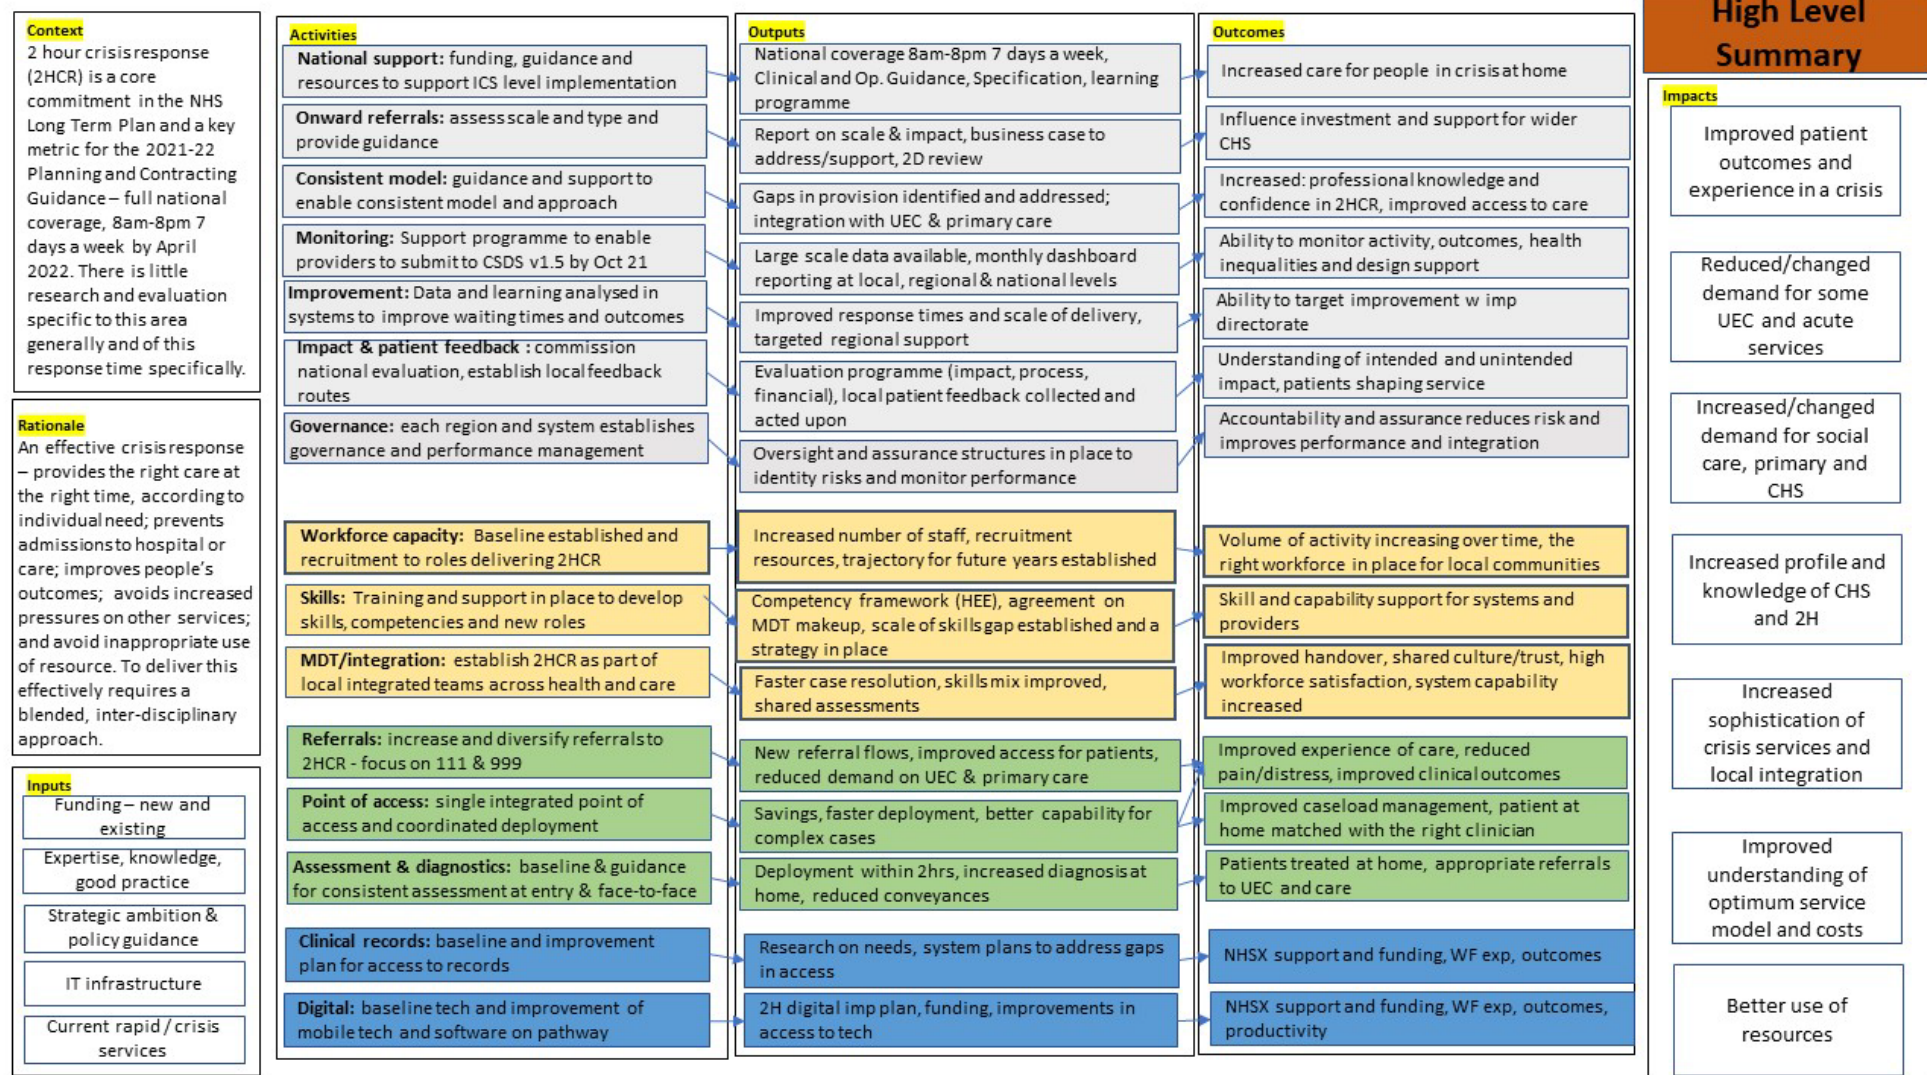 Context
2 hour crisis response
(2HCR) is a core
commitment in the NHS
Long Term Plan and a key
metric for the 2021-22
Planning and Contracting
Guidance – full national
coverage, 8am-8pm 7
days a week by April
2022. There is little
research and evaluation
specific to this area
generally and of this
response time specifically.
Rationale
An effective crisis response
– provides the right care at
the right time, according to
individual need; prevents
admissions to hospital or
care; improves people's
outcomes; avoids increased
pressures on other services;
and avoid inappropriate use
of resource. To deliver this
effectively requires a
blended, inter-disciplinary
approach.
Inputs
Funding – new and
existing
Expertise, knowledge,
good practice
Strategic ambition &
policy guidance
IT infrastructure
Current rapid / crisis
services
Activities
National support: funding, guidance and
resources to support ICS level implementation
Onward referrals: assess scale and type and
provide guidance
Consistent model: guidance and support to
enable consistent model and approach
Monitoring: Support programme to enable
providers to submit to CSDS v1.5 by Oct 21
Improvement: Data and learning analysed in
systems to improve waiting times and outcomes
Impact & patient feedback : commission
national evaluation, establish local feedback
routes
Governance: each region and system establishes
governance and performance management
Workforce capacity: Baseline established and
recruitment to roles delivering 2HCR
Skills: Training and support in place to develop
skills, competencies and new roles
MDT/integration: establish 2HCR as part of
local integrated teams across health and care
Referrals: increase and diversify referrals to
2HCR - focus on 111 & 999
Point of access: single integrated point of
access and coordinated deployment
Assessment & diagnostics: baseline & guidance
for consistent assessment at entry & face-to-face
Clinical records: baseline and improvement
plan for access to records
Digital: baseline tech and improvement of
mobile tech and software on pathway
Outputs
National coverage 8am-8pm 7 days a week,
Clinical and Op. Guidance, Specification, learning
programme
Report on scale & impact, business case to
address/support, 2D review
Gaps in provision identified and addressed;
integration with UEC & primary care
Large scale data available, monthly dashboard
reporting at local, regional & national levels
Improved response times and scale of delivery,
targeted regional support
Evaluation programme (impact, process,
financial), local patient feedback collected and
acted upon
Oversight and assurance structures in place to
identity risks and monitor performance
Increased number of staff, recruitment
resources, trajectory for future years established
Competency framework (HEE), agreement on
MDT makeup, scale of skills gap established and a
strategy in place
Faster case resolution, skills mix improved,
shared assessments
New referral flows, improved access for patients,
reduced demand on UEC & primary care
Savings, faster deployment, better capability for
complex cases
Deployment within 2hrs, increased diagnosis at
home, reduced conveyances
Research on needs, system plans to address gaps
in access
2H digital imp plan, funding, improvements in
access to tech
Outcomes
Increased care for people in crisis at home
Influence investment and support for wider
CHS
Increased: professional knowledge and
confidence in 2HCR, improved access to care
Ability to monitor activity, outcomes, health
inequalities and design support
Ability to target improvement w imp
directorate
Understanding of intended and unintended
impact, patients shaping service
Accountability and assurance reduces risk and
improves performance and integration
Volume of activity increasing over time, the
right workforce in place for local communities
Skill and capability support for systems and
providers
Improved handover, shared culture/trust, high
workforce satisfaction, system capability
increased
Improved experience of care, reduced
pain/distress, improved clinical outcomes
Improved caseload management, patient at
home matched with the right clinician
Patients treated at home, appropriate referrals
to UEC and care
NHSX support and funding, WF exp, outcomes
NHSX support and funding, WF exp, outcomes,
productivity
High Level
Summary
Impacts
Improved patient
outcomes and
experience in a crisis
Reduced/changed
demand for some
UEC and acute
services
Increased/changed
demand for social
care, primary and
CHS
Increased profile and
knowledge of CHS
and 2H
Increased
sophistication of
crisis services and
local integration
Improved
understanding of
optimum service
model and costs
Better use of
resources